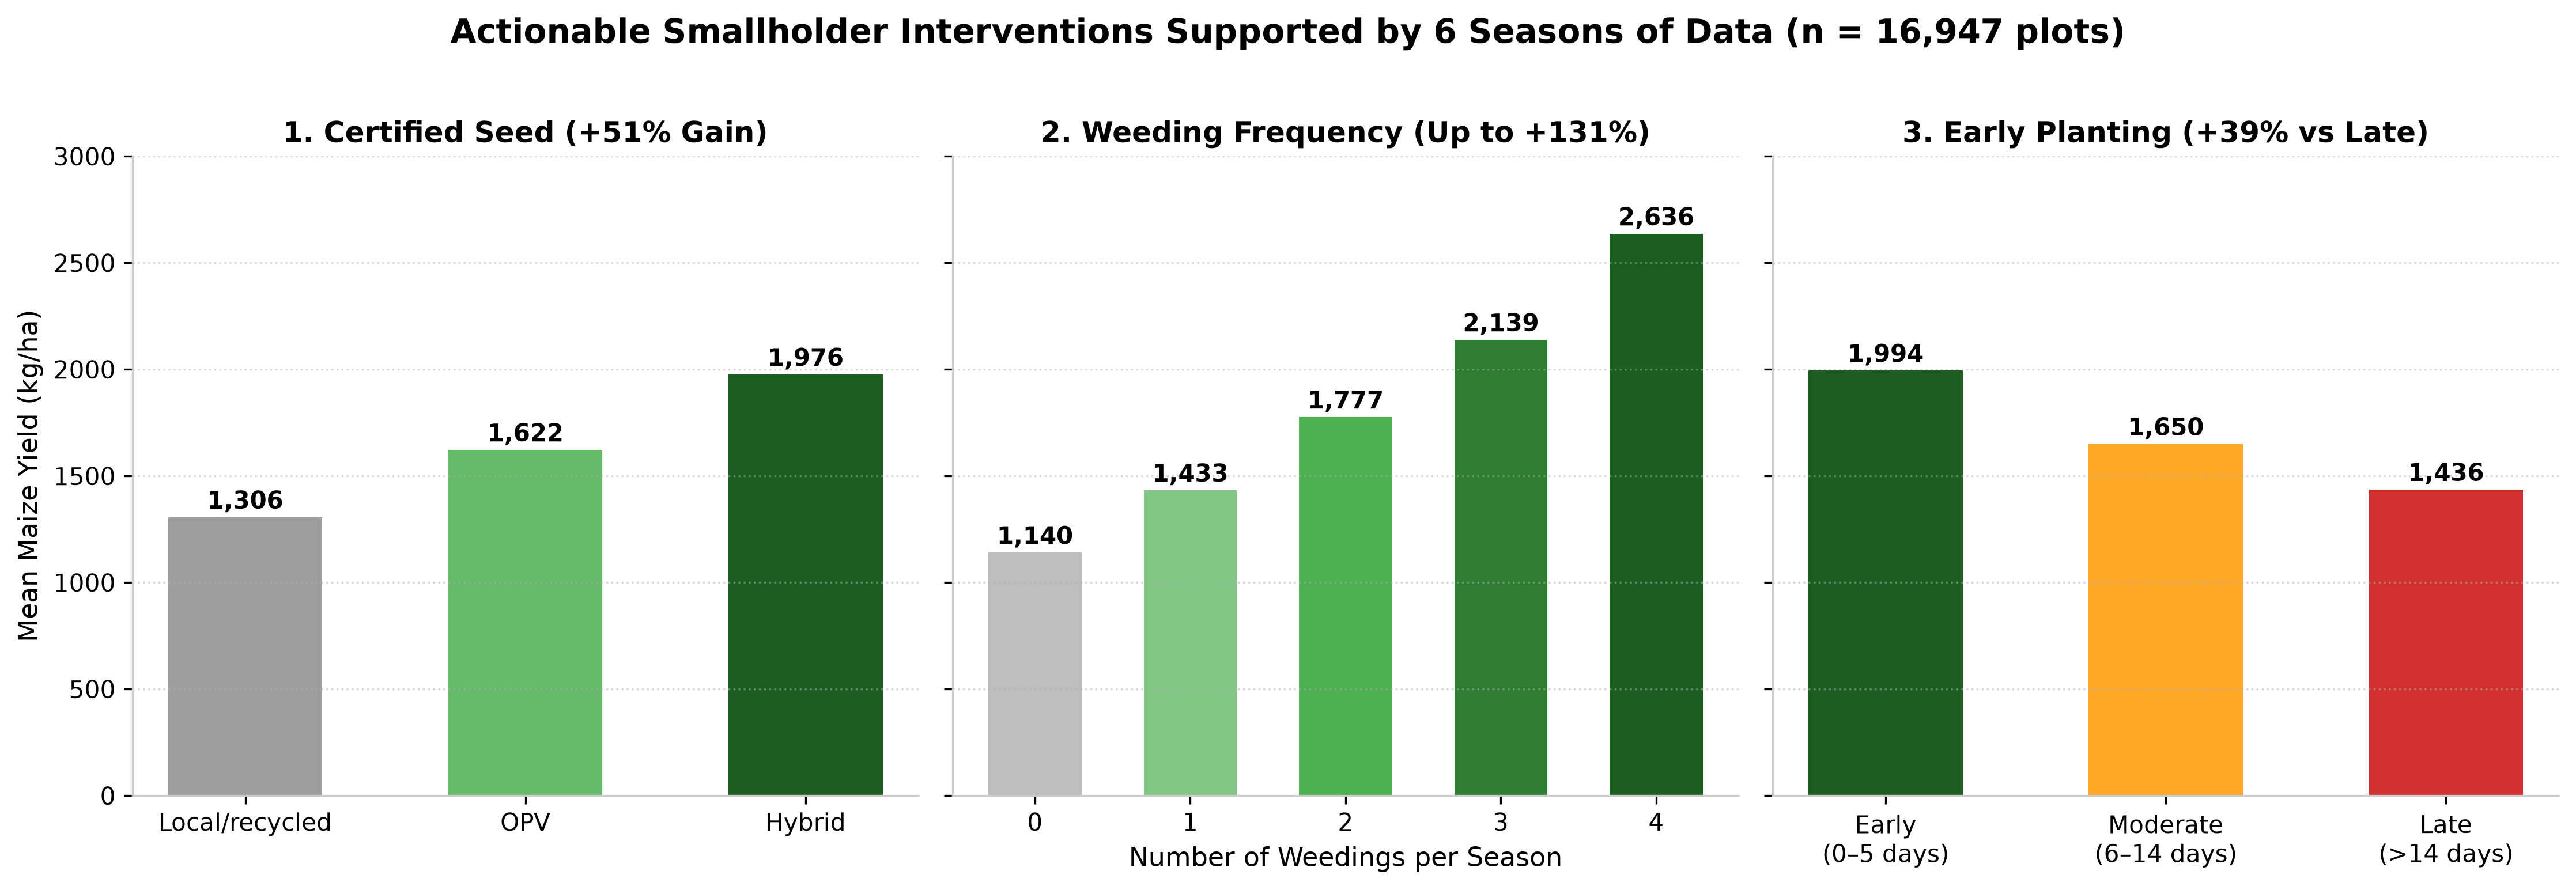 Actionable Smallholder Interventions Supported by 6 Seasons of Data (n = 16,947 plots)
1. Certified Seed (+51% Gain)
Mean Maize Yield (kg/ha)
3000
2500
2000
1500
1000
500
0
1,306
1,622
1,976
Local/recycled
OPV
Hybrid
2. Weeding Frequency (Up to +131%)
1,140
1,433
1,777
2,139
2,636
0
1
2
3
4
Number of Weedings per Season
3. Early Planting (+39% vs Late)
1,994
1,650
1,436
Early
(0–5 days)
Moderate
(6–14 days)
Late
(>14 days)